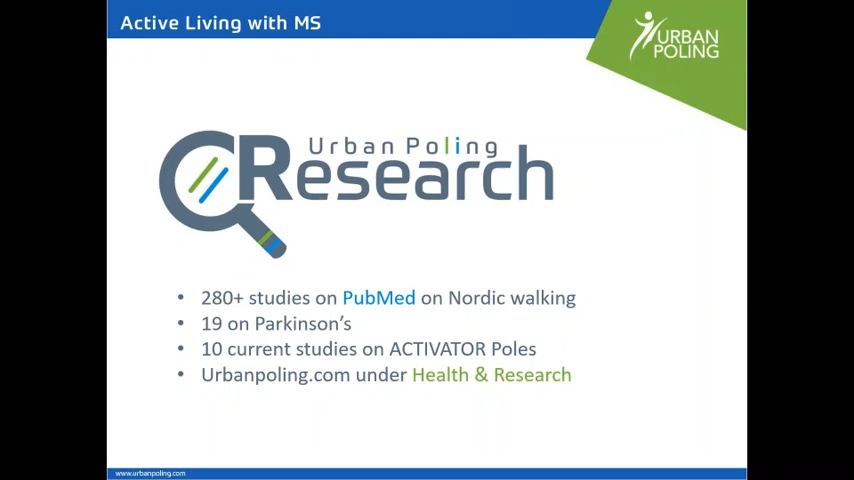 Active Living with MS
URBAN
POLING
Urban Poling
Research
• 280+ studies on PubMed on Nordic walking
• 19 on Parkinson's
• 10 current studies on ACTIVATOR Poles
• Urbanpoling.com under Health & Research
www.urbanpoling.com